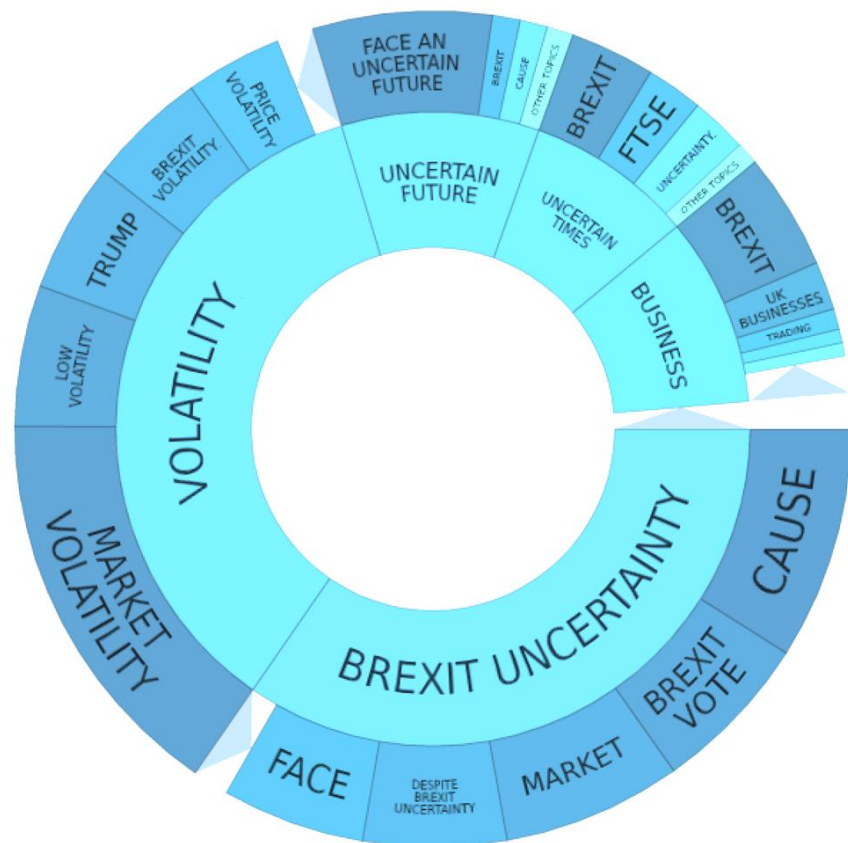 FACE AN
UNCERTAIN
FUTURE
BREXIT
CAUSE
OTHER TOPICS
BREXIT
FTSE
UNCERTAINTY.
OTHER TOPICS
BREXIT
UK
BUSINESSES
TRADING
PRICE
VOLATILITY
BREXIT
VOLATILITY.
TRUMP
LOW
VOLATILITY
MARKET
VOLATILITY
UNCERTAIN
FUTURE
UNCERTAIN
TIMES
BUSINESS
VOLATILITY
BREXIT UNCERTAINTY
CAUSE
BREXIT
VOTE
MARKET
DESPITE
BREXIT
UNCERTAINTY
FACE